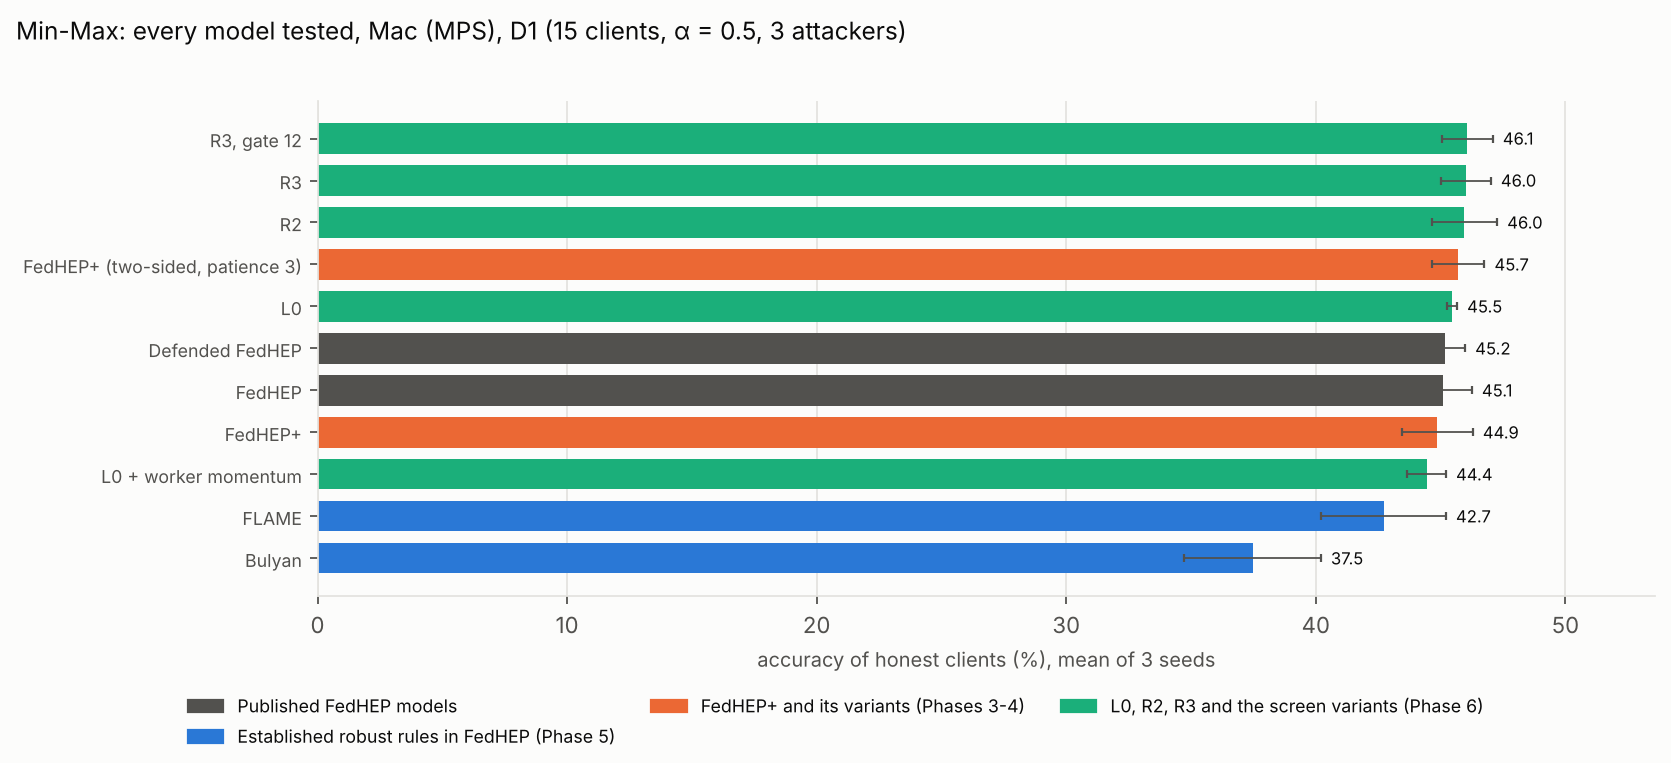 Min-Max: every model tested, Mac (MPS), D1 (15 clients, α = 0.5, 3 attackers)
R3, gate 12 46.1
R3 46.0
R2 46.0
FedHEP+ (two-sided, patience 3) 45.7
L0 45.5
Defended FedHEP 45.2
FedHEP 45.1
FedHEP+ 44.9
L0 + worker momentum 44.4
FLAME 42.7
Bulyan 37.5
0 10 20 30 40 50
accuracy of honest clients (%), mean of 3 seeds
Published FedHEP models FedHEP+ and its variants (Phases 3-4) L0, R2, R3 and the screen variants (Phase 6)
Established robust rules in FedHEP (Phase 5)